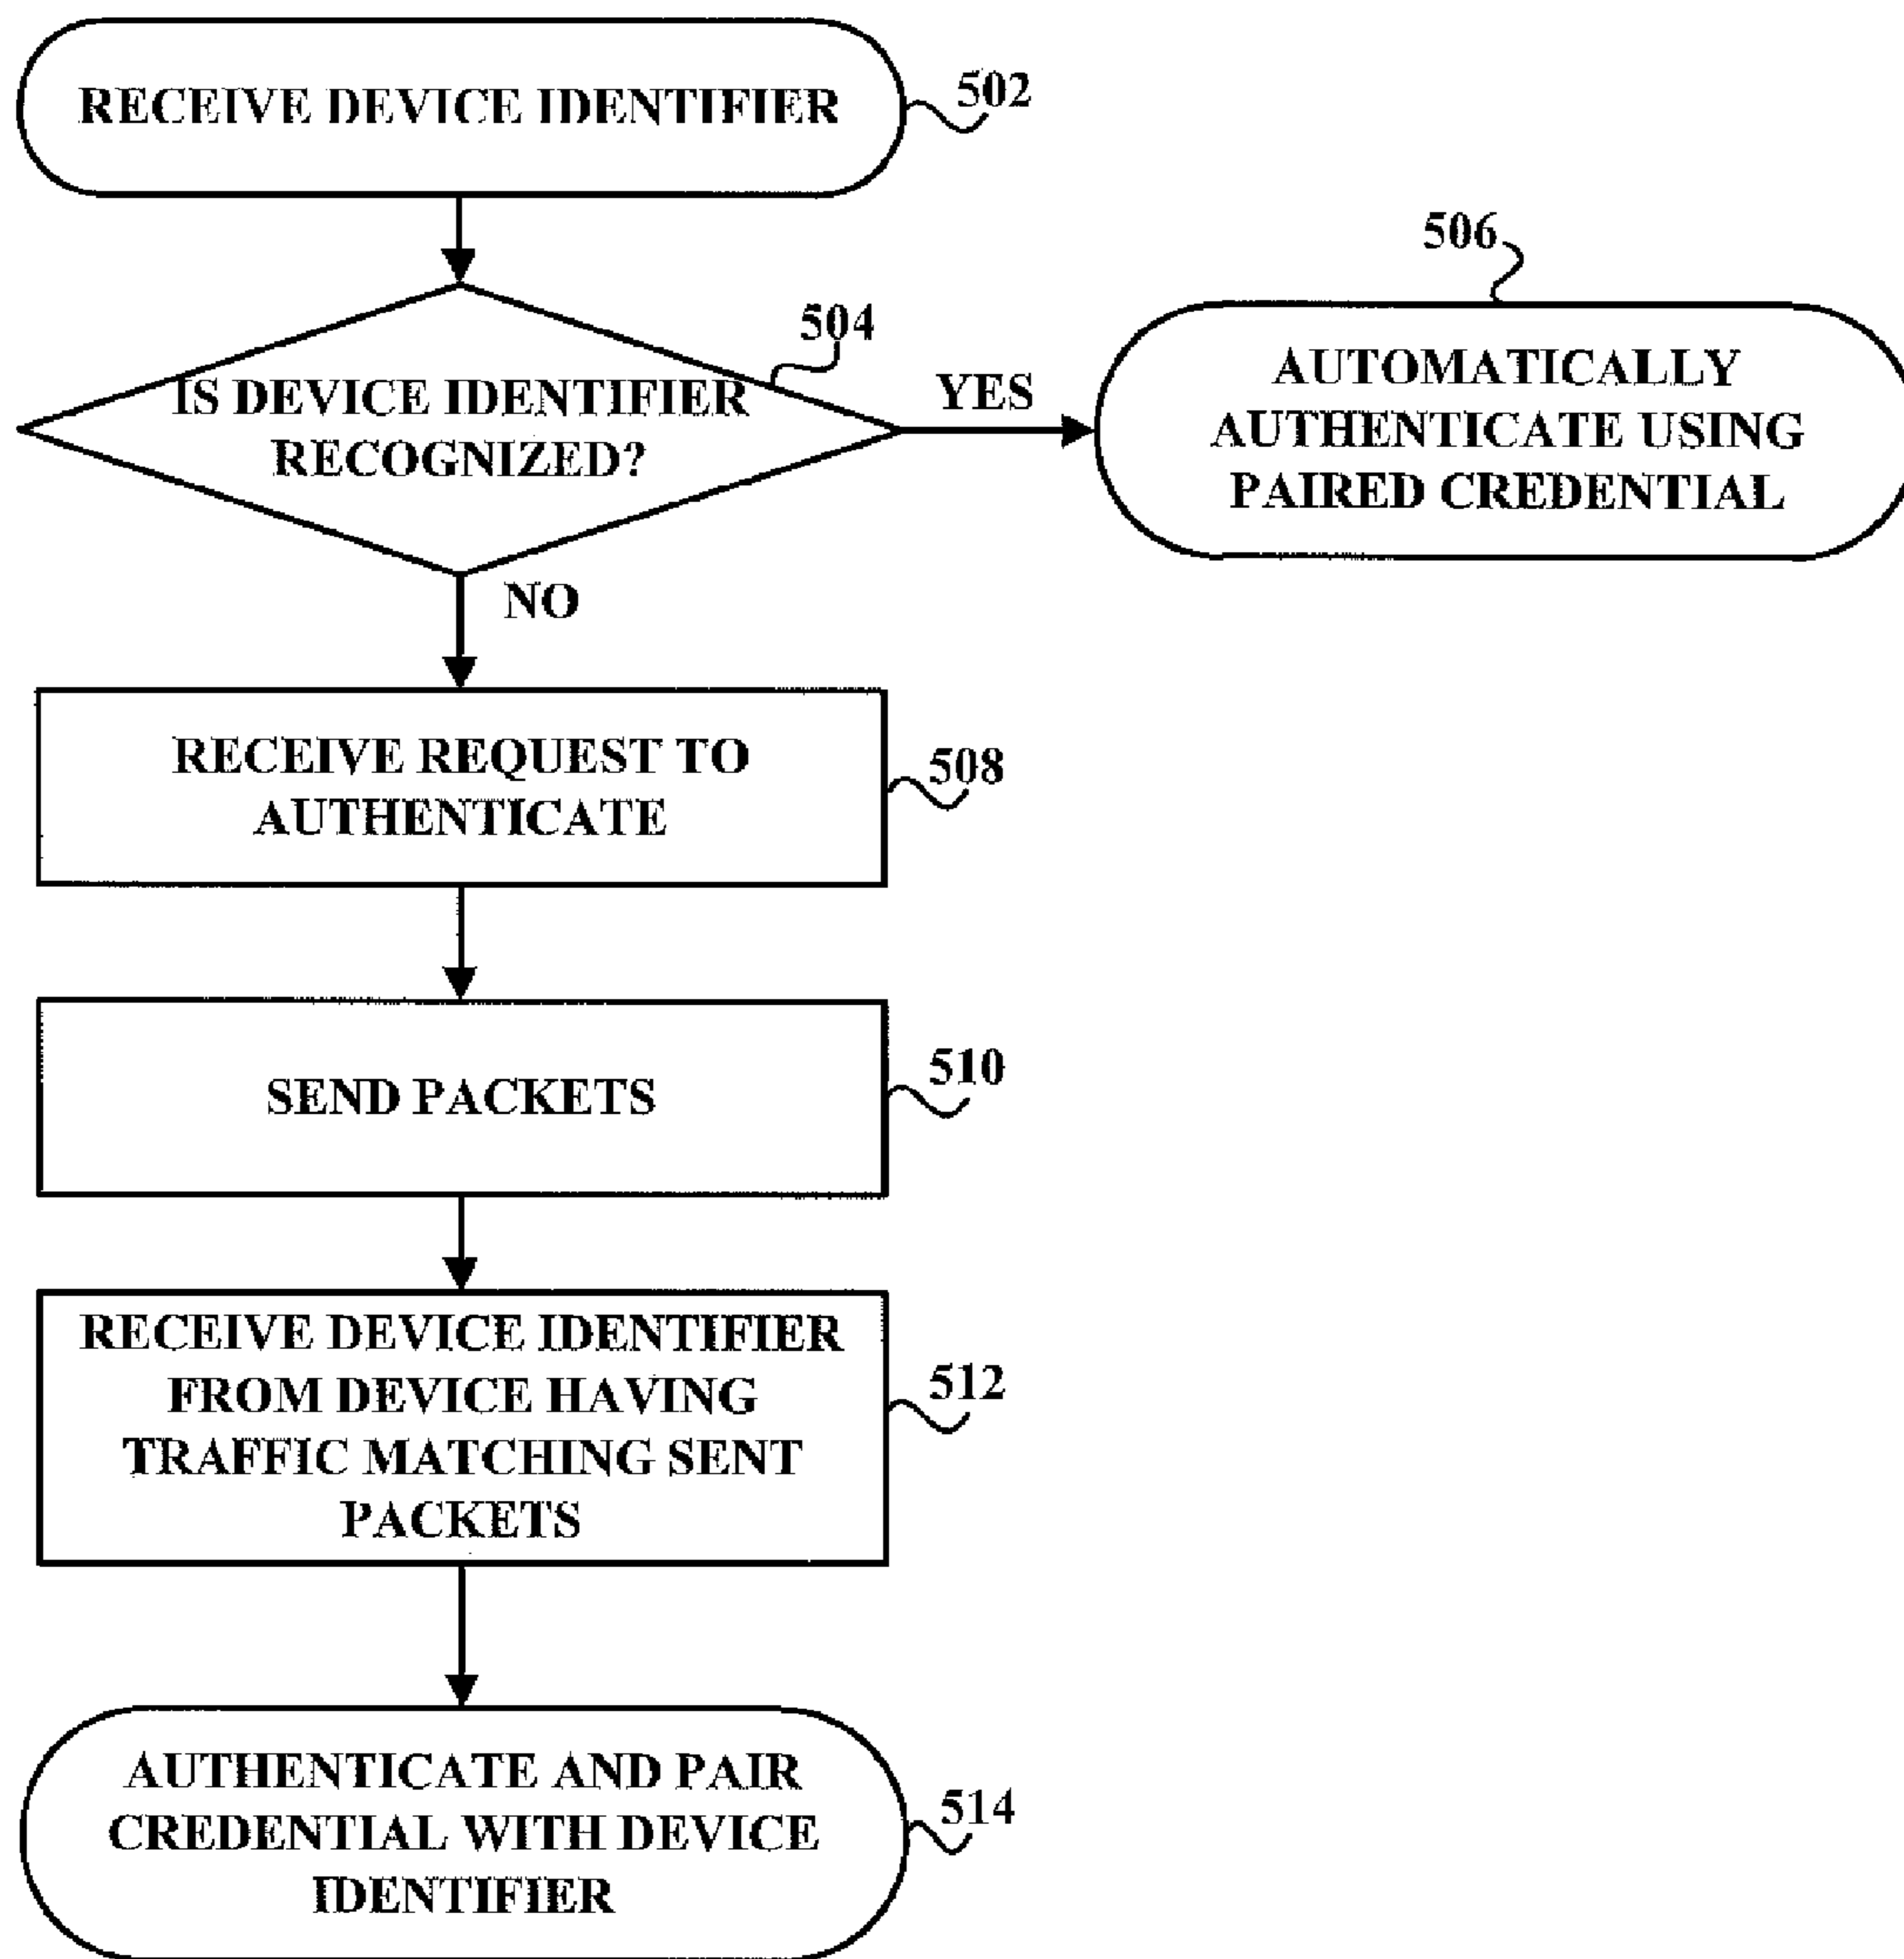 RECEIVE DEVICE IDENTIFIER
502
506
504
IS DEVICE IDENTIFIER
RECOGNIZED?
YES
AUTOMATICALLY
AUTHENTICATE USING
PAIRED CREDENTIAL
NO
RECEIVE REQUEST TO
AUTHENTICATE
508
SEND PACKETS
510
RECEIVE DEVICE IDENTIFIER
FROM DEVICE HAVING
TRAFFIC MATCHING SENT
PACKETS
512
AUTHENTICATE AND PAIR
CREDENTIAL WITH DEVICE
IDENTIFIER
514